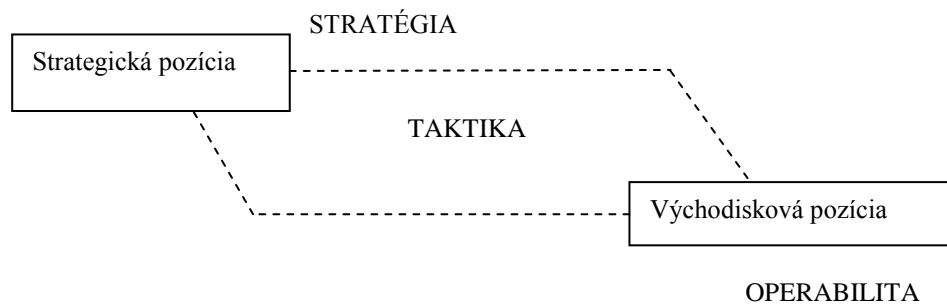 STRATÉGIA
Strategická pozícia
TAKTIKA
Východisková pozícia
OPERABILITA